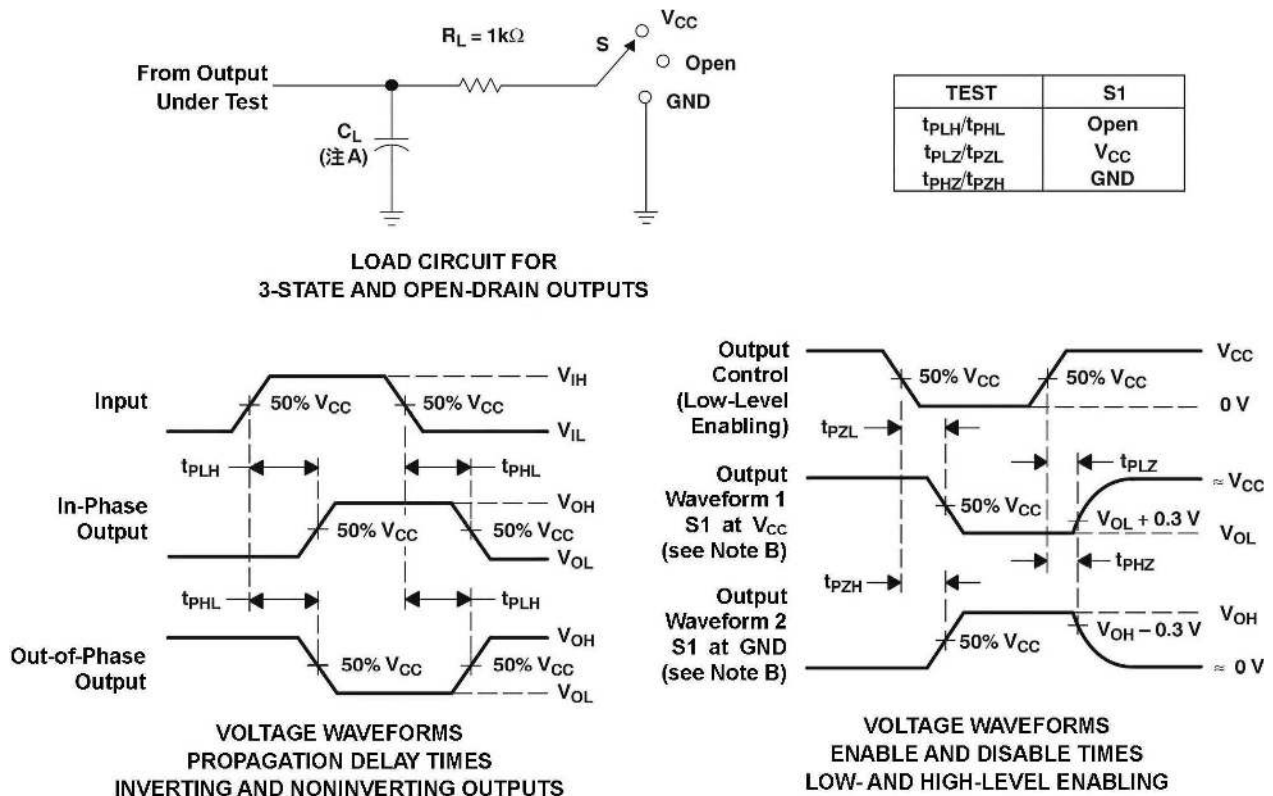 V_CC
R_L = 1kΩ
S
Open
GND
From Output
Under Test
C_L
(注A)
LOAD CIRCUIT FOR
3-STATE AND OPEN-DRAIN OUTPUTS
TEST S1
t_PLH/t_PHL Open
t_PLZ/t_PZL V_CC
t_PHZ/t_PZH GND
Input
50% V_CC
50% V_CC
V_IH
V_IL
t_PLH
t_PHL
In-Phase
Output
50% V_CC
50% V_CC
V_OH
V_OL
t_PHL
t_PLH
Out-of-Phase
Output
50% V_CC
50% V_CC
V_OH
V_OL
VOLTAGE WAVEFORMS
PROPAGATION DELAY TIMES
INVERTING AND NONINVERTING OUTPUTS
Output
Control
(Low-Level
Enabling)
50% V_CC
50% V_CC
V_CC
0 V
t_PZL
t_PLZ
Output
Waveform 1
S1 at V_CC
(see Note B)
50% V_CC
V_OL + 0.3 V
≈ V_CC
V_OL
t_PZH
t_PHZ
Output
Waveform 2
S1 at GND
(see Note B)
50% V_CC
V_OH − 0.3 V
V_OH
≈ 0 V
VOLTAGE WAVEFORMS
ENABLE AND DISABLE TIMES
LOW- AND HIGH-LEVEL ENABLING